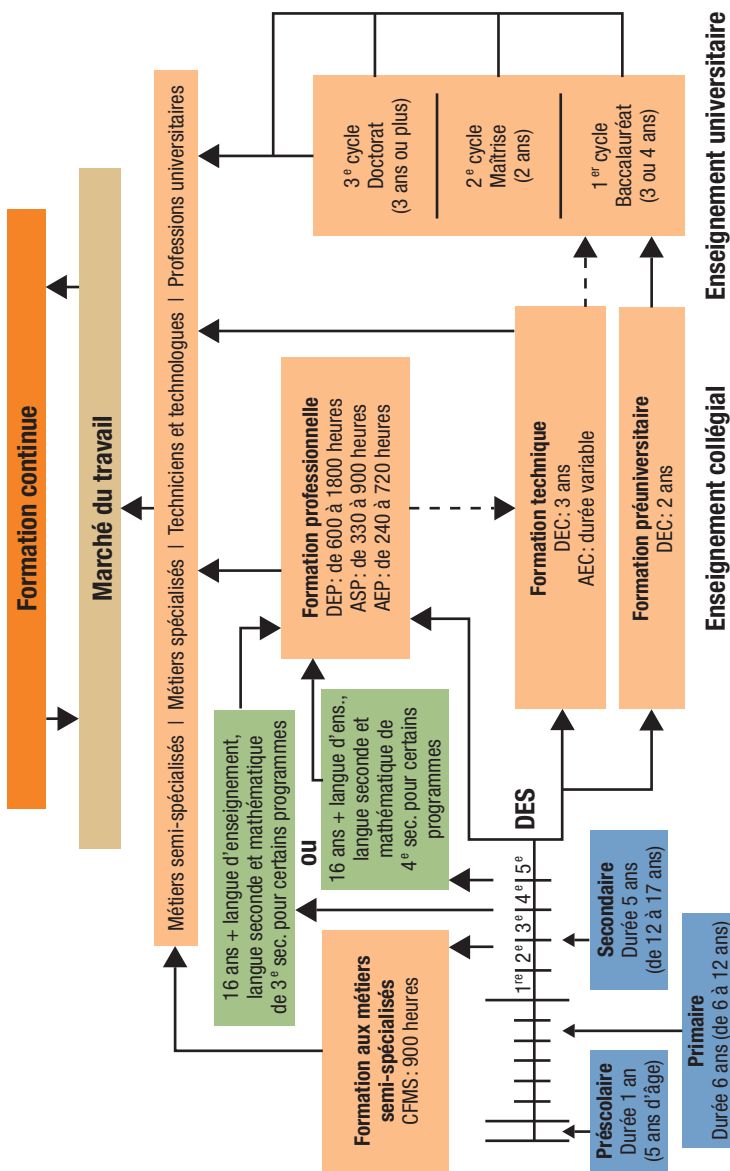 Formation continue
Marché du travail
Métiers semi-spécialisés | Métiers spécialisés | Techniciens et technologues | Professions universitaires
16 ans + langue d'enseignement,
langue seconde et mathématique
de 3e sec. pour certains programmes
ou
16 ans + langue d'ens.,
langue seconde et
mathématique de
4e sec. pour certains
programmes
Formation aux métiers
semi-spécialisés
CFMS: 900 heures
Formation professionnelle
DEP: de 600 à 1800 heures
ASP: de 330 à 900 heures
AEP: de 240 à 720 heures
3e cycle
Doctorat
(3 ans ou plus)
2e cycle
Maîtrise
(2 ans)
1er cycle
Baccalauréat
(3 ou 4 ans)
1re 2e 3e 4e 5e
DES
Formation technique
DEC: 3 ans
AEC: durée variable
Formation préuniversitaire
DEC: 2 ans
Préscolaire
Durée 1 an
(5 ans d'âge)
Primaire
Durée 6 ans (de 6 à 12 ans)
Secondaire
Durée 5 ans
(de 12 à 17 ans)
Enseignement collégial
Enseignement universitaire